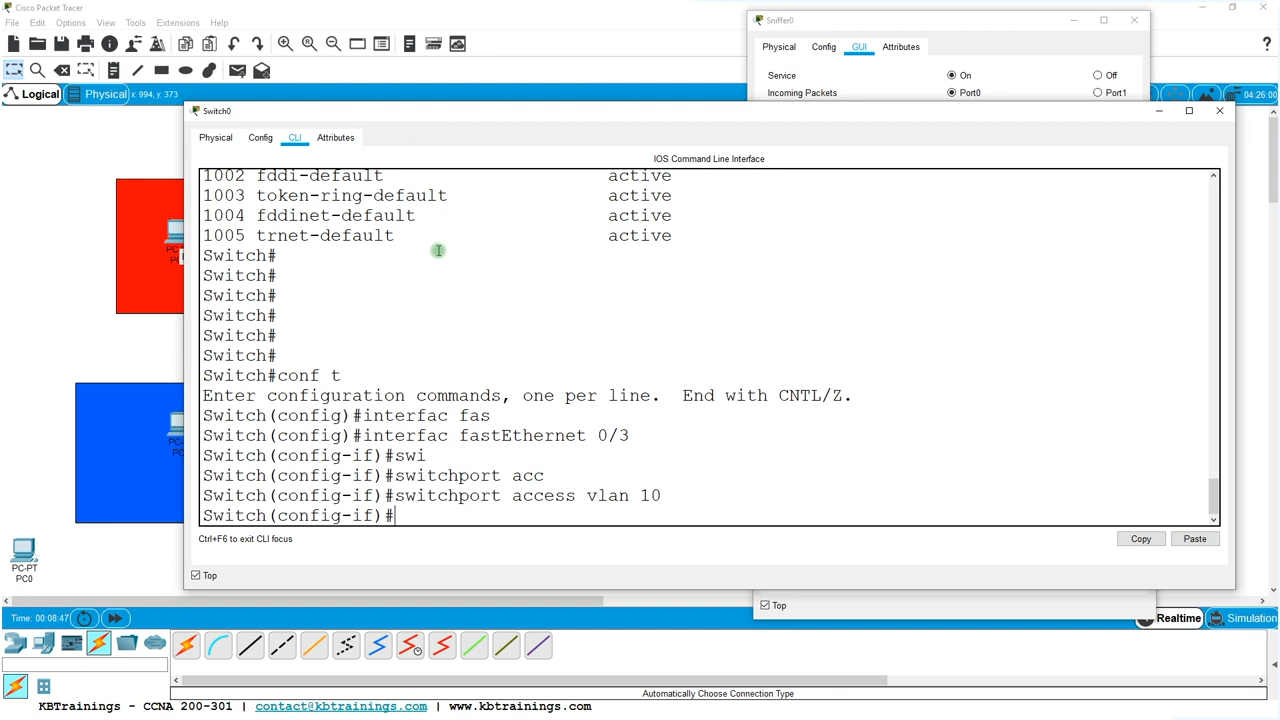 Cisco Packet Tracer
File Edit Options View Tools Extensions Help
Logical Physical x: 994, y: 373
04:26:00
Sniffer0
Physical Config GUI Attributes
Service On Off
Incoming Packets Port0 Port1
Switch0
Physical Config CLI Attributes
IOS Command Line Interface
1002 fddi-default active
1003 token-ring-default active
1004 fddinet-default active
1005 trnet-default active
Switch#
Switch#
Switch#
Switch#
Switch#
Switch#
Switch#conf t
Enter configuration commands, one per line. End with CNTL/Z.
Switch(config)#interfac fas
Switch(config)#interfac fastEthernet 0/3
Switch(config-if)#swi
Switch(config-if)#switchport acc
Switch(config-if)#switchport access vlan 10
Switch(config-if)#
Ctrl+F6 to exit CLI focus
Copy Paste
Top
PC-PT
PC0
Top
Time: 00:08:47
Realtime Simulation
Automatically Choose Connection Type
KBTrainings - CCNA 200-301 | contact@kbtrainings.com | www.kbtrainings.com